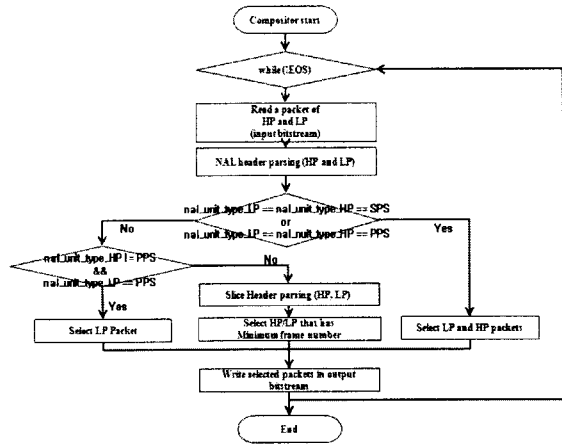 Compositor start
while(!EOS)
Read a packet of
HP and LP
(input bitstream)
NAL header parsing (HP and LP)
nal_unit_type_LP == nal_unit_type_HP == SPS
or
nal_unit_type_LP == nal_nuit_type_HP == PPS
No
Yes
nal_unit_type_HP != PPS
&&
nal_unit_type_LP == PPS
No
Yes
Slice Header parsing (HP, LP)
Select LP Packet
Select HP/LP that has
Minimum frame number
Select LP and HP packets
Write selected packets in output
bitstream
End